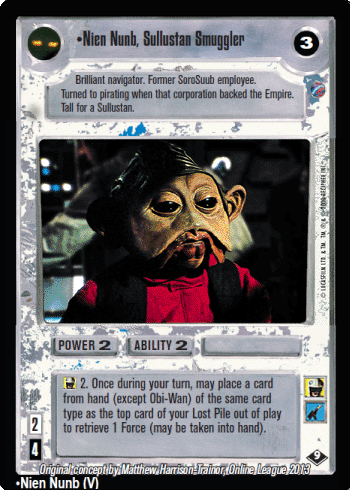 •Nien Nunb, Sullustan Smuggler
3
Brilliant navigator. Former SoroSuub employee.
Turned to pirating when that corporation backed the Empire.
Tall for a Sullustan.
POWER 2
ABILITY 2
2. Once during your turn, may place a card
from hand (except Obi-Wan) of the same card
type as the top card of your Lost Pile out of play
to retrieve 1 Force (may be taken into hand).
2
4
9
Original concept by Matthew Harrison-Trainor, Online League 2013
•Nien Nunb (V)